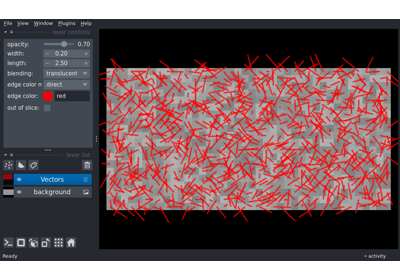 File View Window Plugins Help
layer controls
opacity: 0.70
width: 0.20
length: 2.50
blending: translucent
edge color m direct
edge color: red
out of slice:
layer list
Vectors
background
Ready
activity